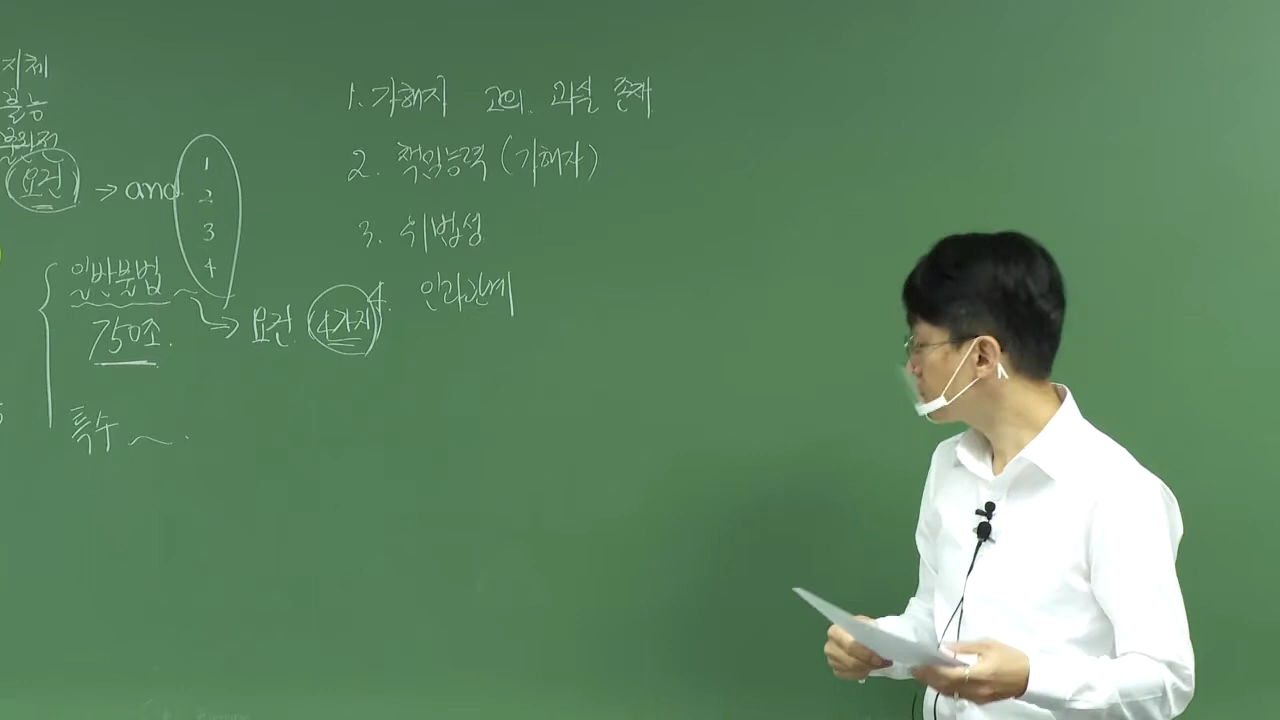 지체
불능
불완전
요건 → and 1 2 3 4
일반불법
750조.
→ 요건 4가지
특수 ~.
1. 가해자 고의. 과실 존재
2. 책임능력 (가해자)
3. 위법성
4. 인과관계